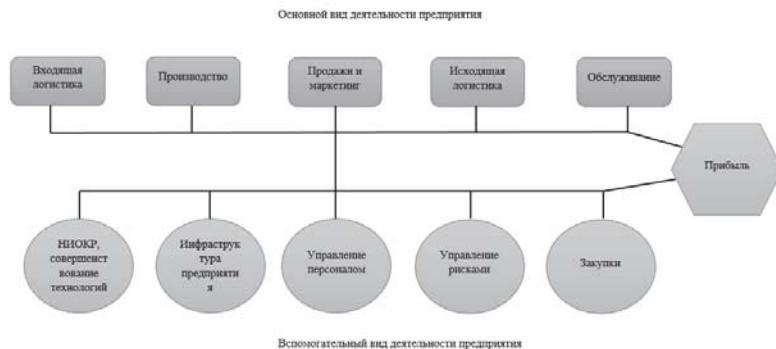 Основной вид деятельности предприятия
Входящая
логистика
Производство
Продажи и
маркетинг
Исходящая
логистика
Обслуживание
Прибыль
НИОКР,
совершенст
вование
технологий
Инфраструк
тура
предприяти
я
Управление
персоналом
Управление
рисками
Закупки
Вспомогательный вид деятельности предприятия